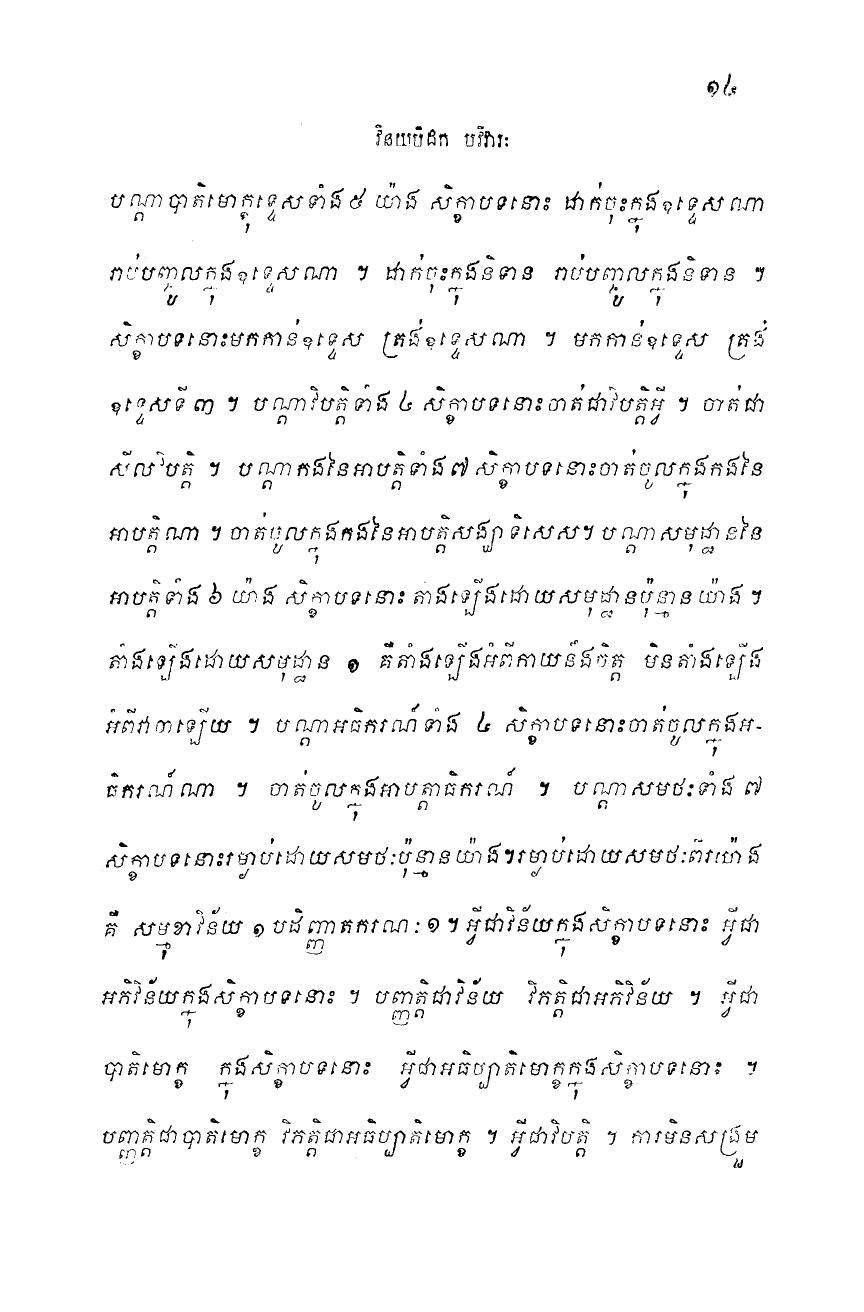 ១៤
វិនយបិដក បរិវារៈ
បណ្តាបាតិមោក្ខុទ្ទេសទាំង ៥ យ៉ាង សិក្ខាបទនោះ ដាក់ចុះក្នុងឧទ្ទេសណា
រាប់បញ្ចូលក្នុងឧទ្ទេសណា ។ ដាក់ចុះក្នុងនិទាន រាប់បញ្ចូលក្នុងនិទាន ។
សិក្ខាបទនោះមកកាន់ឧទ្ទេស ត្រង់ឧទ្ទេសណា ។ មកកាន់ឧទ្ទេស ត្រង់
ឧទ្ទេសទី ៣ ។ បណ្តាវិបត្តិទាំង ៤ សិក្ខាបទនោះចាត់ជាវិបត្តិអ្វី ។ ចាត់ជា
សីលវិបត្តិ ។ បណ្តាកងនៃអាបត្តិទាំង ៧ សិក្ខាបទនោះចាត់ចូលក្នុងកងនៃ
អាបត្តិណា ។ ចាត់ចូលក្នុងកងនៃអាបត្តិសង្ឃាទិសេស។ បណ្តាសមុដ្ឋាននៃ
អាបត្តិទាំង ៦ យ៉ាង សិក្ខាបទនោះ តាងឡើងដោយសមុដ្ឋានប៉ុន្មានយ៉ាង ។
តាំងឡើងដោយសមុដ្ឋាន ១ គឺតាំងឡើងអំពីកាយនឹងចិត្ត មិនតាំងឡើង
អំពីវាចាឡើយ ។ បណ្តាអធិករណ៍ទាំង ៤ សិក្ខាបទនោះចាត់ចូលក្នុងអ-
ធិករណ៍ណា ។ ចាត់ចូលក្នុងអាបត្តាធិករណ៍ ។ បណ្តាសមថៈទាំង ៧
សិក្ខាបទនោះរម្ងាប់ដោយសមថៈប៉ុន្មានយ៉ាង។រម្ងាប់ដោយសមថៈពីរយ៉ាង
គឺ សម្មុខាវិន័យ ១ បដិញ្ញាតករណៈ ១ ។ អ្វីជាវិន័យក្នុងសិក្ខាបទនោះ អ្វីជា
អភិវិន័យក្នុងសិក្ខាបទនោះ ។ បញ្ញត្តិជាវិន័យ វិភត្តិជាអភិវិន័យ ។ អ្វីជា
បាតិមោក្ខ ក្នុងសិក្ខាបទនោះ អ្វីជាអធិប្បាតិមោក្ខក្នុងសិក្ខាបទនោះ ។
បញ្ញត្តិជាបាតិមោក្ខ វិភត្តិជាអធិប្បាតិមោក្ខ ។ អ្វីជាវិបត្តិ ។ ការមិនសង្រួម